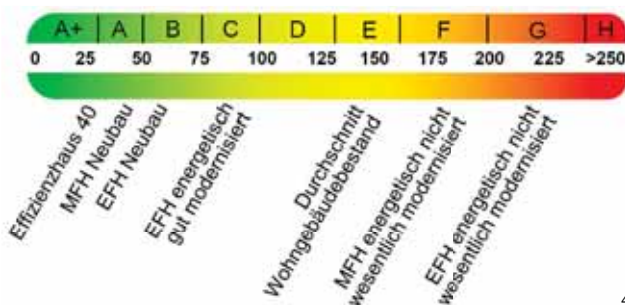 A+ A B C D E F G H
0 25 50 75 100 125 150 175 200 225 >250
Effizienzhaus 40
MFH Neubau
EFH Neubau
EFH energetisch
gut modernisiert
Durchschnitt
Wohngebäudebestand
MFH energetisch nicht
wesentlich modernisiert
EFH energetisch nicht
wesentlich modernisiert